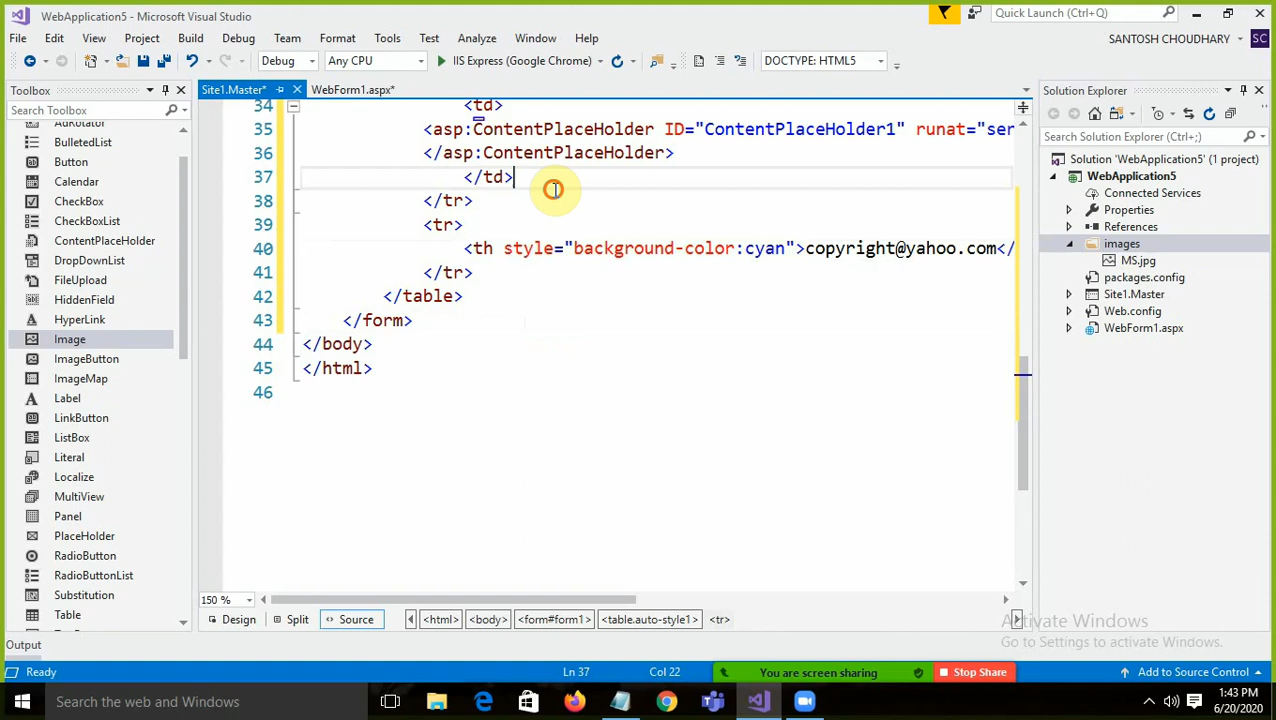 WebApplication5 - Microsoft Visual Studio
Quick Launch (Ctrl+Q)
File Edit View Project Build Debug Team Format Tools Test Analyze Window Help
SANTOSH CHOUDHARY SC
Debug Any CPU IIS Express (Google Chrome) DOCTYPE: HTML5
Toolbox
Search Toolbox
BulletedList
Button
Calendar
CheckBox
CheckBoxList
ContentPlaceHolder
DropDownList
FileUpload
HiddenField
HyperLink
Image
ImageButton
ImageMap
Label
LinkButton
ListBox
Literal
Localize
MultiView
Panel
PlaceHolder
RadioButton
RadioButtonList
Substitution
Table
Site1.Master* WebForm1.aspx*
34 <td>
35 <asp:ContentPlaceHolder ID="ContentPlaceHolder1" runat="ser
36 </asp:ContentPlaceHolder>
37 </td>
38 </tr>
39 <tr>
40 <th style="background-color:cyan">copyright@yahoo.com</
41 </tr>
42 </table>
43 </form>
44 </body>
45 </html>
46
150 %
Design Split Source <html> <body> <form#form1> <table.auto-style1> <tr>
Solution Explorer
Search Solution Explorer (Ctrl+;)
Solution 'WebApplication5' (1 project)
WebApplication5
Connected Services
Properties
References
images
MS.jpg
packages.config
Site1.Master
Web.config
WebForm1.aspx
Activate Windows
Go to Settings to activate Windows.
Output
Ready Ln 37 Col 22 You are screen sharing Stop Share Add to Source Control
Search the web and Windows
1:43 PM
6/20/2020